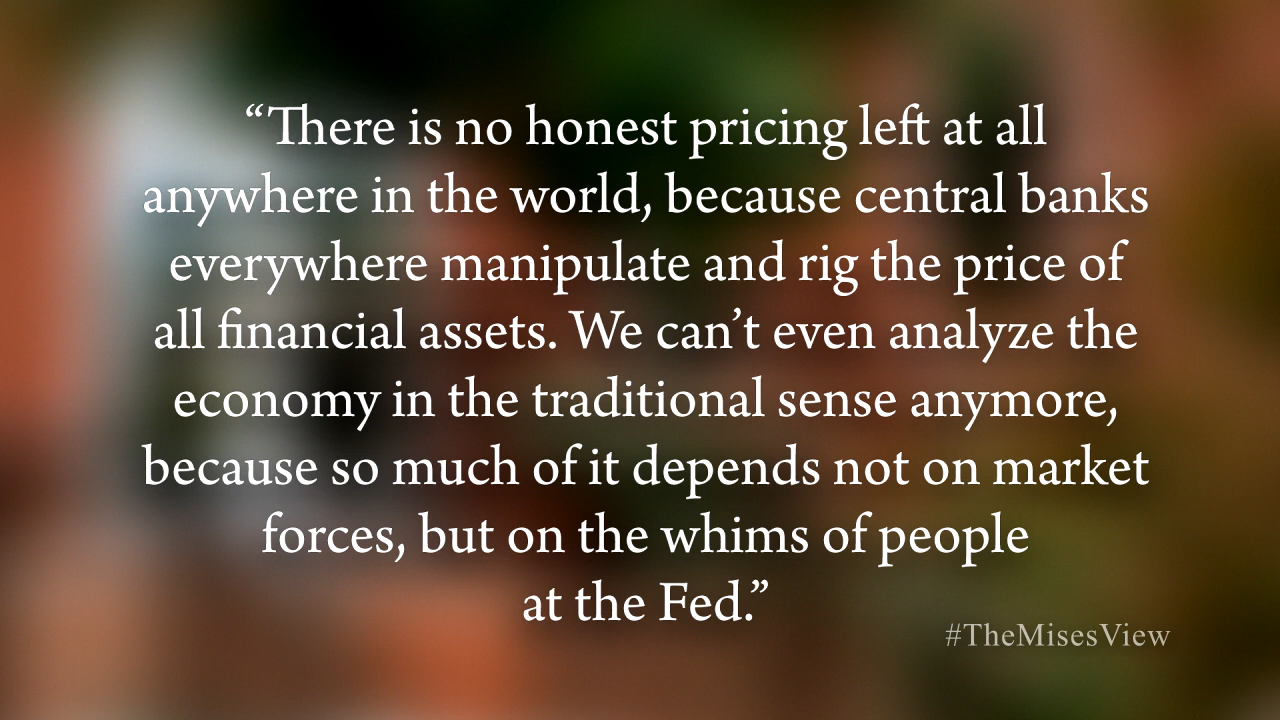 “There is no honest pricing left at all
anywhere in the world, because central banks
everywhere manipulate and rig the price of
all financial assets. We can’t even analyze the
economy in the traditional sense anymore,
because so much of it depends not on market
forces, but on the whims of people
at the Fed.”
#TheMisesView